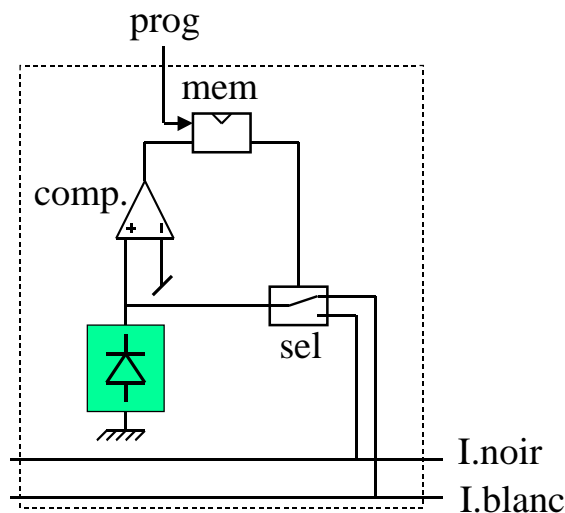 prog
mem
comp.
+ -
sel
I.noir
I.blanc